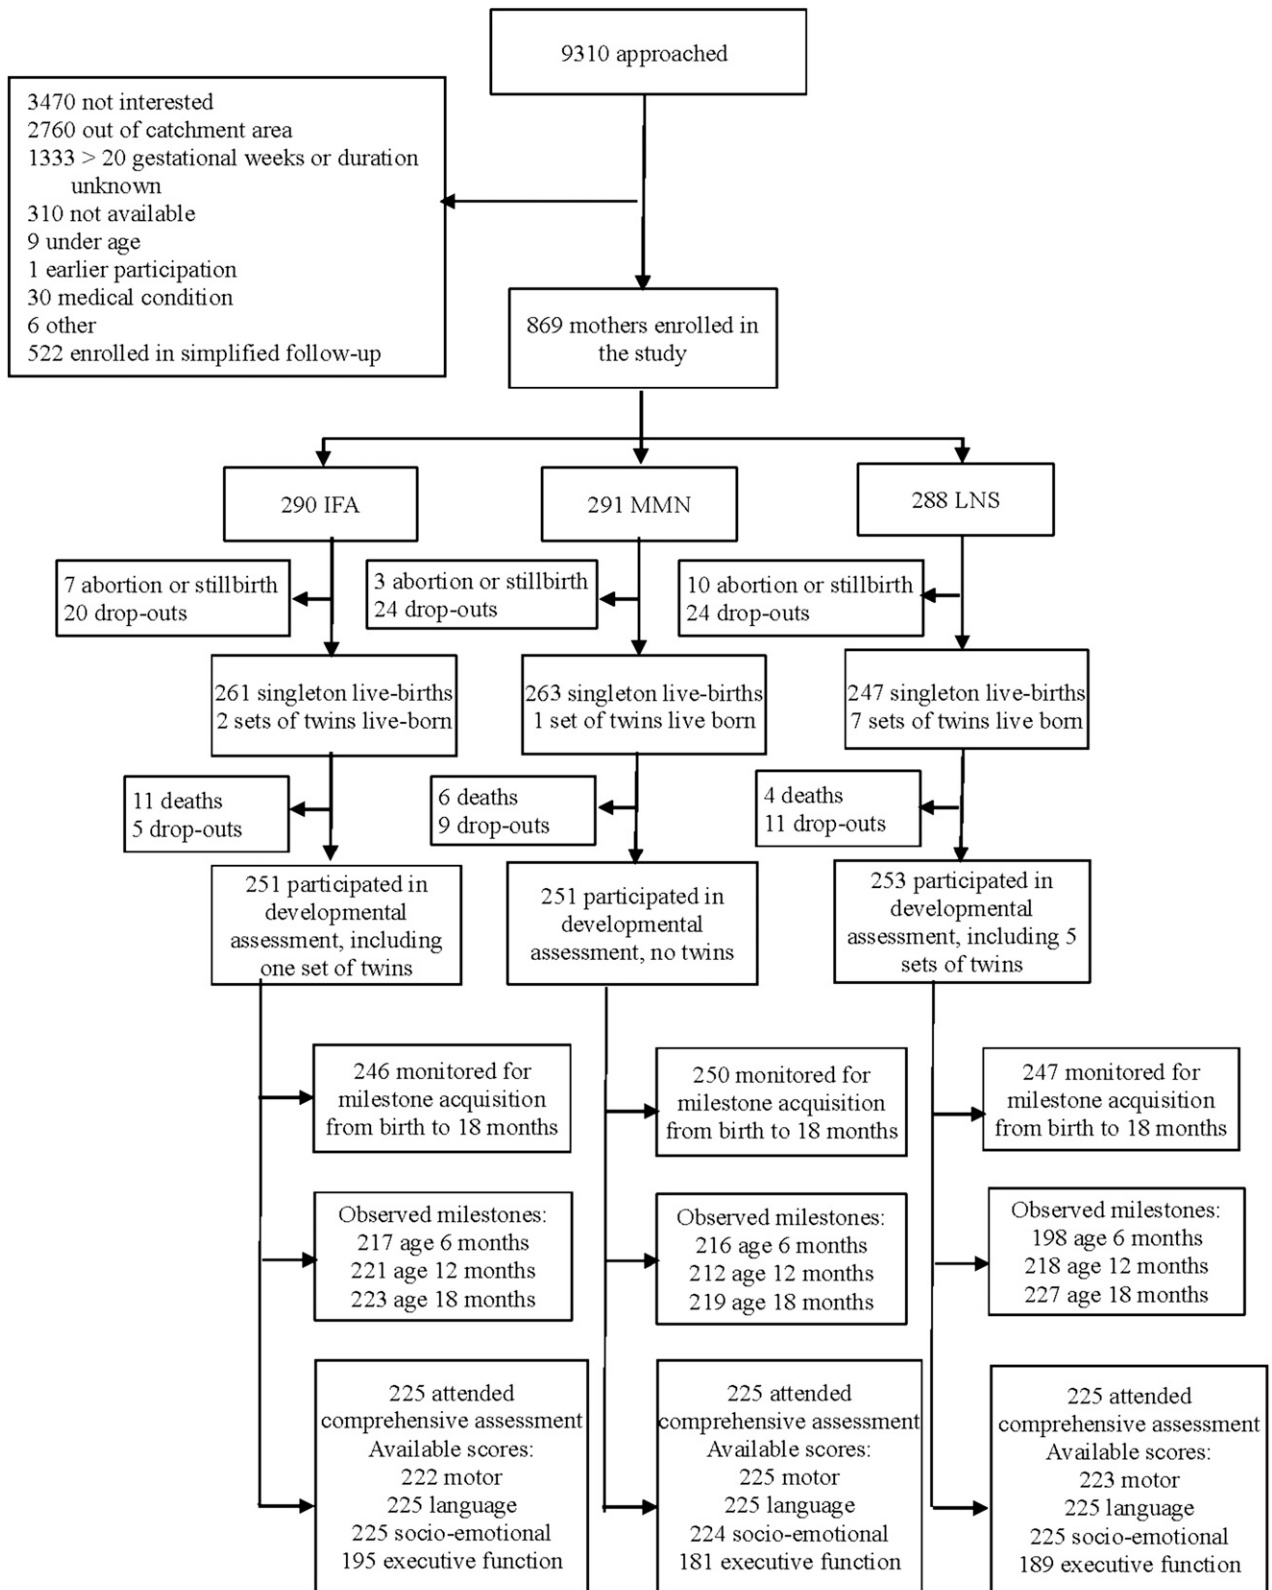 9310 approached
3470 not interested
2760 out of catchment area
1333 > 20 gestational weeks or duration
unknown
310 not available
9 under age
1 earlier participation
30 medical condition
6 other
522 enrolled in simplified follow-up
869 mothers enrolled in
the study
290 IFA
291 MMN
288 LNS
7 abortion or stillbirth
20 drop-outs
3 abortion or stillbirth
24 drop-outs
10 abortion or stillbirth
24 drop-outs
261 singleton live-births
2 sets of twins live-born
263 singleton live-births
1 set of twins live born
247 singleton live-births
7 sets of twins live born
11 deaths
5 drop-outs
6 deaths
9 drop-outs
4 deaths
11 drop-outs
251 participated in
developmental
assessment, including
one set of twins
251 participated in
developmental
assessment, no twins
253 participated in
developmental
assessment, including 5
sets of twins
246 monitored for
milestone acquisition
from birth to 18 months
250 monitored for
milestone acquisition
from birth to 18 months
247 monitored for
milestone acquisition
from birth to 18 months
Observed milestones:
217 age 6 months
221 age 12 months
223 age 18 months
Observed milestones:
216 age 6 months
212 age 12 months
219 age 18 months
Observed milestones:
198 age 6 months
218 age 12 months
227 age 18 months
225 attended
comprehensive assessment
Available scores:
222 motor
225 language
225 socio-emotional
195 executive function
225 attended
comprehensive assessment
Available scores:
225 motor
225 language
224 socio-emotional
181 executive function
225 attended
comprehensive assessment
Available scores:
223 motor
225 language
225 socio-emotional
189 executive function